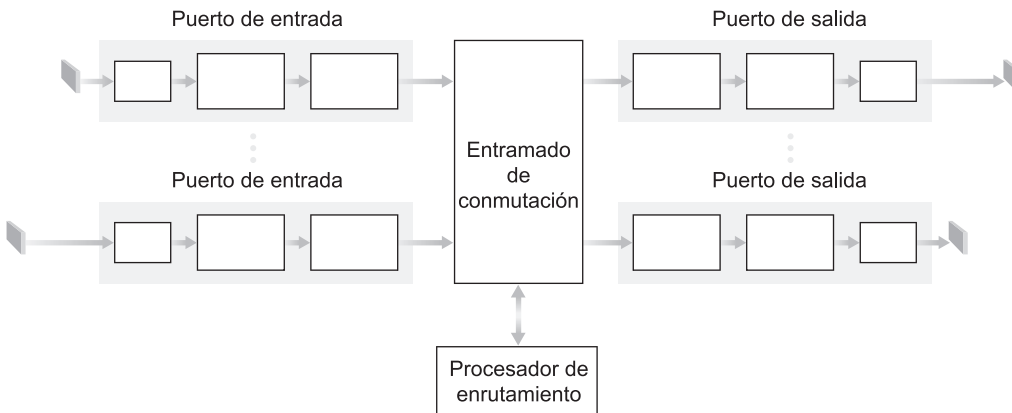 Puerto de entrada
Puerto de salida
Entramado
de
conmutación
Puerto de entrada
Puerto de salida
Procesador de
enrutamiento